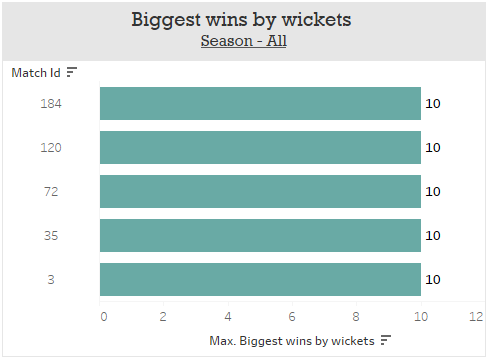 Biggest wins by wickets
Season - All
Match Id
184 10
120 10
72 10
35 10
3 10
0 2 4 6 8 10 12
Max. Biggest wins by wickets